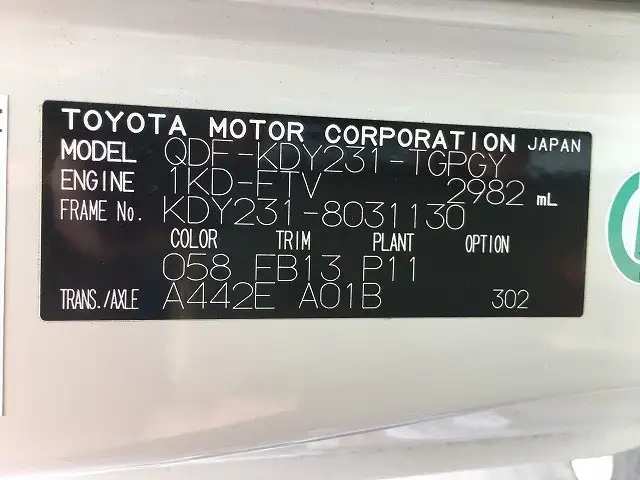 TOYOTA MOTOR CORPORATION JAPAN
MODEL QDF-KDY231-TGPGY
ENGINE 1KD-FTV 2982 mL
FRAME No. KDY231-8031130
COLOR TRIM PLANT OPTION
058 FB13 P11
TRANS./AXLE A442E A01B 302